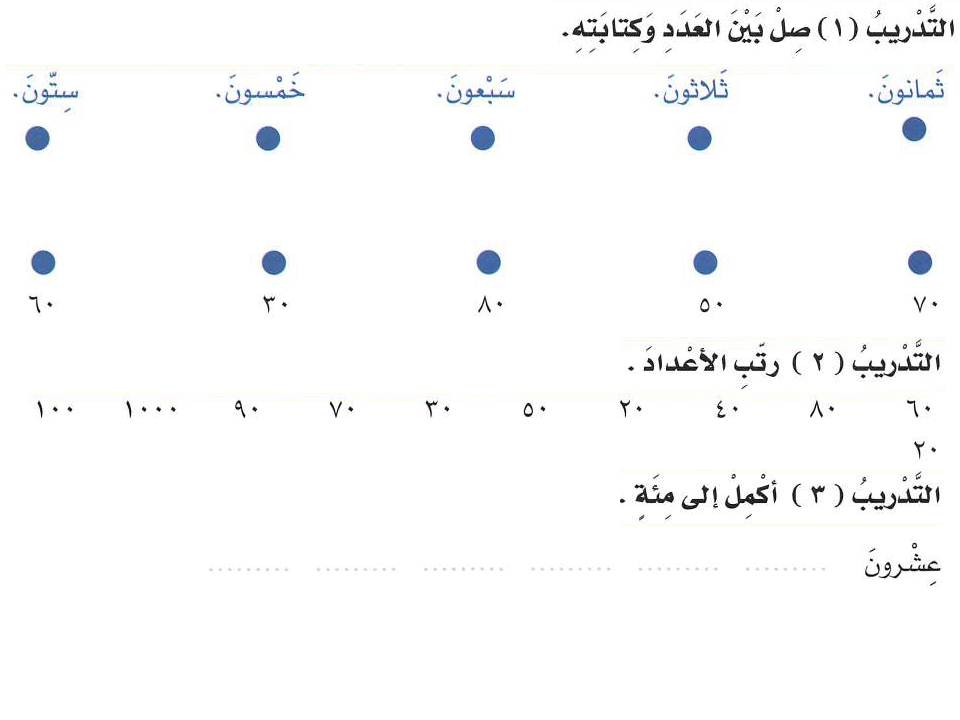 التَّدْريبُ (١) صِلْ بَيْنَ العَدَدِ وَكِتابَتِهِ.
ثَمانونَ. ثَلاثونَ. سَبْعونَ. خَمْسونَ. سِتّونَ.
٧٠ ٥٠ ٨٠ ٣٠ ٦٠
التَّدْريبُ ( ٢ ) رتّبِ الأعْدادَ .
٦٠ ٨٠ ٤٠ ٢٠ ٥٠ ٣٠ ٧٠ ٩٠ ١٠٠٠ ١٠٠
٢٠
التَّدْريبُ ( ٣ ) أكْمِلْ إلى مِئَةٍ .
عِشْرونَ ......... ......... ......... ......... ......... .........